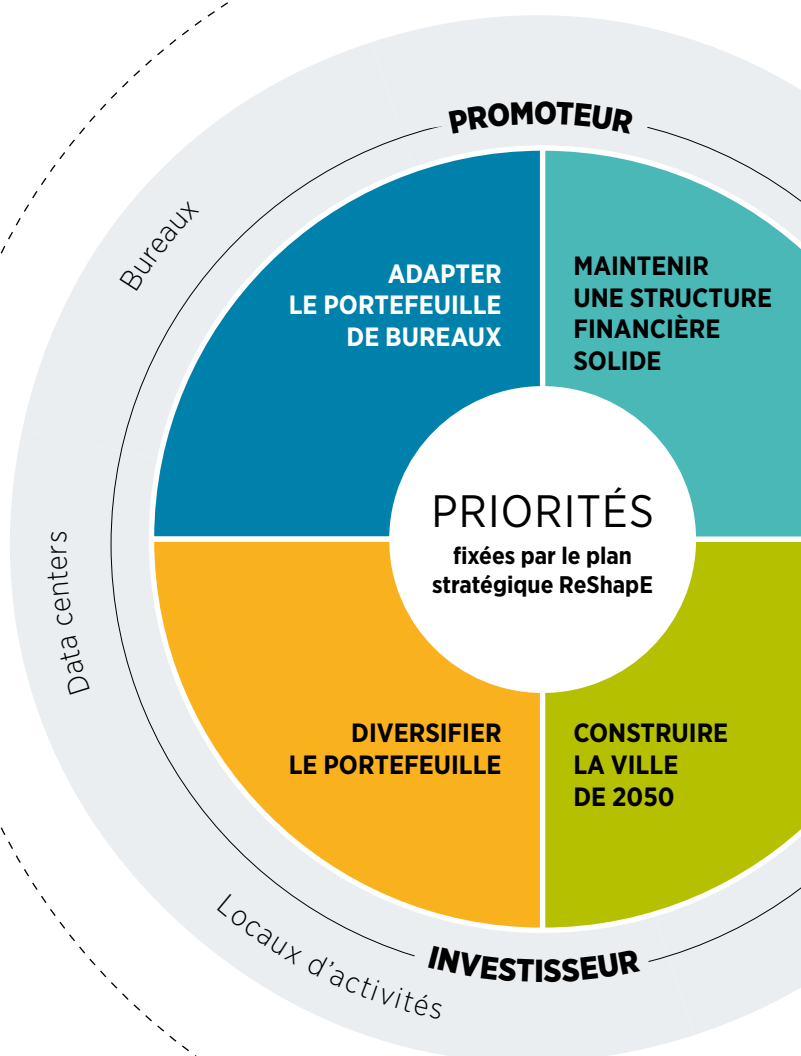 PROMOTEUR
Bureaux
ADAPTER
LE PORTEFEUILLE
DE BUREAUX
MAINTENIR
UNE STRUCTURE
FINANCIÈRE
SOLIDE
PRIORITÉS
fixées par le plan
stratégique ReShapE
Data centers
DIVERSIFIER
LE PORTEFEUILLE
CONSTRUIRE
LA VILLE
DE 2050
Locaux d'activités
INVESTISSEUR